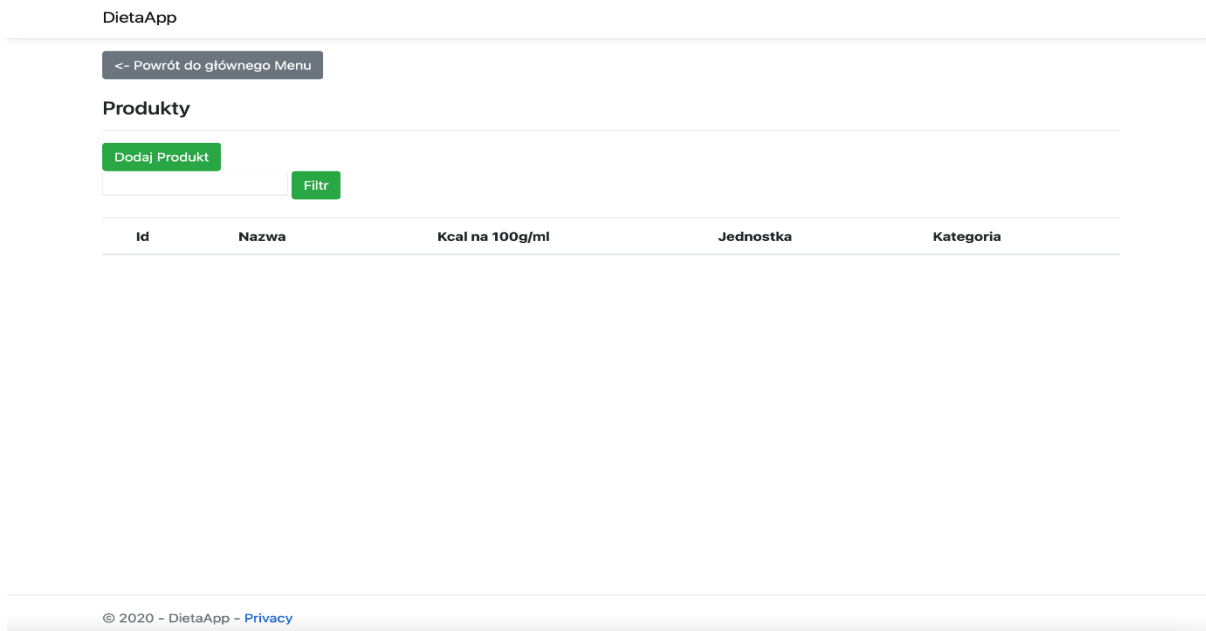 DietaApp
<- Powrót do głównego Menu
Produkty
Dodaj Produkt
Filtr
Id Nazwa Kcal na 100g/ml Jednostka Kategoria
© 2020 - DietaApp - Privacy